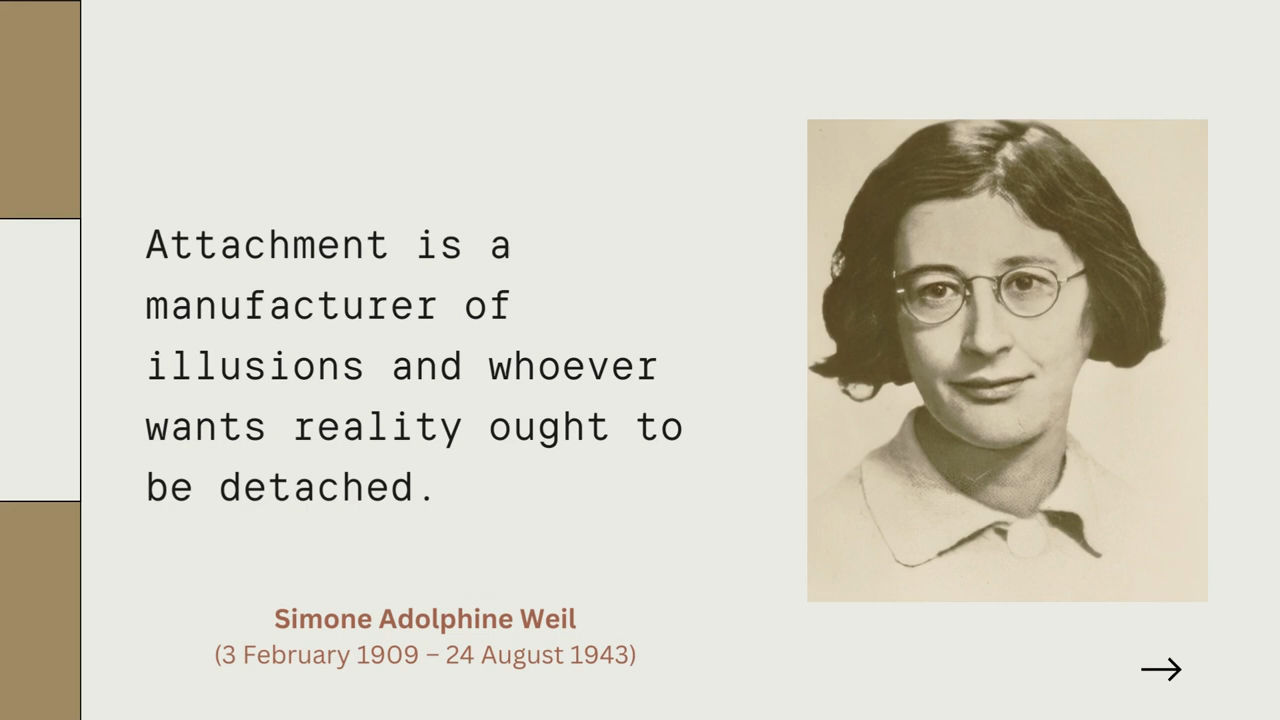 Attachment is a
manufacturer of
illusions and whoever
wants reality ought to
be detached.
Simone Adolphine Weil
(3 February 1909 – 24 August 1943)